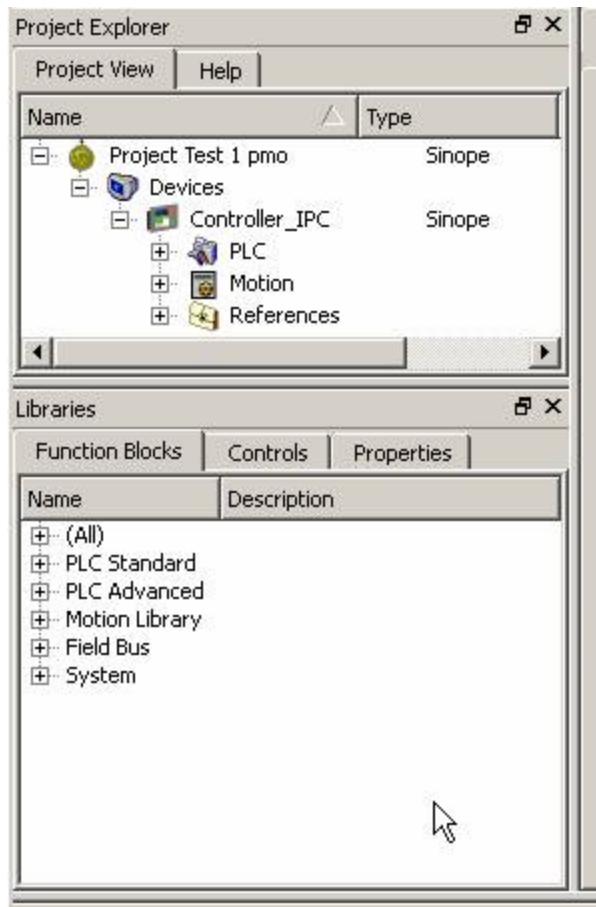 Project Explorer
Project View Help
Name Type
Project Test 1 pmo Sinope
Devices
Controller_IPC Sinope
PLC
Motion
References
Libraries
Function Blocks Controls Properties
Name Description
(All)
PLC Standard
PLC Advanced
Motion Library
Field Bus
System